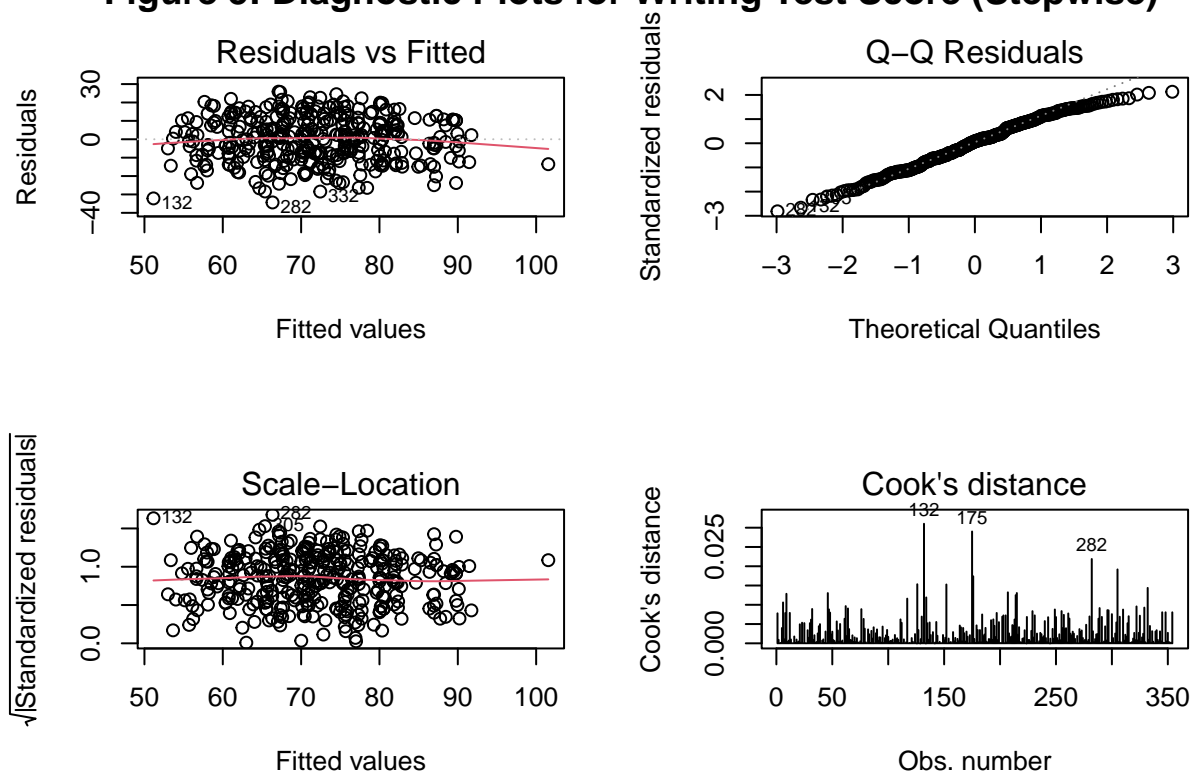 Diagnostic Plots for Writing Test Score (Stepwise)
Residuals vs Fitted
Residuals
30
0
−40
132
282
332
50 60 70 80 90 100
Fitted values
Q−Q Residuals
Standardized residuals
2
0
−3
−3 −2 −1 0 1 2 3
Theoretical Quantiles
Scale−Location
√|Standardized residuals|
1.0
0.0
132
282
50 60 70 80 90 100
Fitted values
Cook's distance
Cook's distance
0.025
0.000
132
175
282
0 50 150 250 350
Obs. number